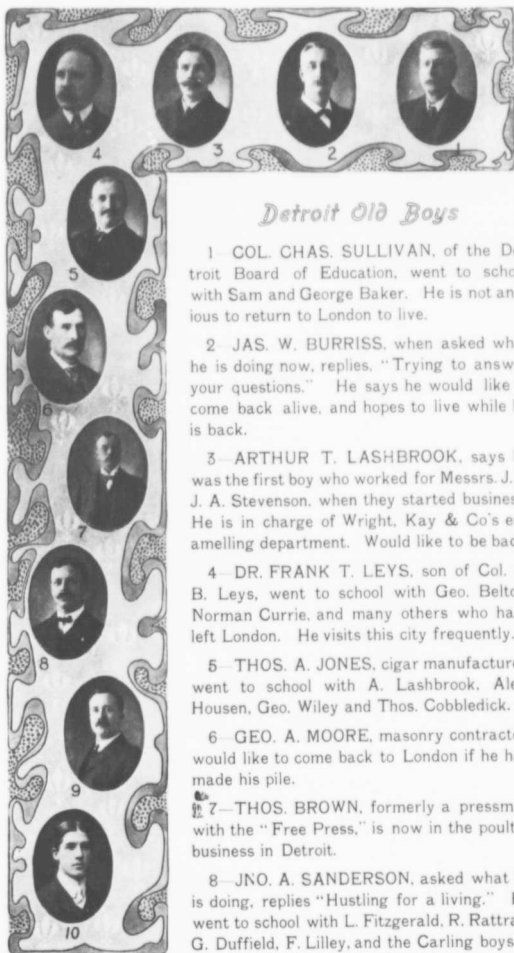 4 3 2 1
5
6
7
8
9
10
Detroit Old Boys
1—COL. CHAS. SULLIVAN, of the De-
troit Board of Education, went to scho
with Sam and George Baker. He is not an
ious to return to London to live.
2 JAS. W. BURRISS, when asked wh
he is doing now, replies, "Trying to answ
your questions." He says he would like
come back alive, and hopes to live while
is back.
3 ARTHUR T. LASHBROOK, says
was the first boy who worked for Messrs. J.
J. A. Stevenson, when they started busines
He is in charge of Wright, Kay & Co's e
amelling department. Would like to be bac
4 DR. FRANK T. LEYS, son of Col.
B. Leys, went to school with Geo. Belto
Norman Currie, and many others who ha
left London. He visits this city frequently.
5 THOS. A. JONES, cigar manufacture
went to school with A. Lashbrook, Ale
Housen, Geo. Wiley and Thos. Cobbledick.
6 GEO. A. MOORE, masonry contracto
would like to come back to London if he h
made his pile.
7—THOS. BROWN, formerly a pressm
with the "Free Press," is now in the poult
business in Detroit.
8 JNO. A. SANDERSON, asked what
is doing, replies "Hustling for a living."
went to school with L. Fitzgerald, R. Rattra
G. Duffield, F. Lilley, and the Carling boys